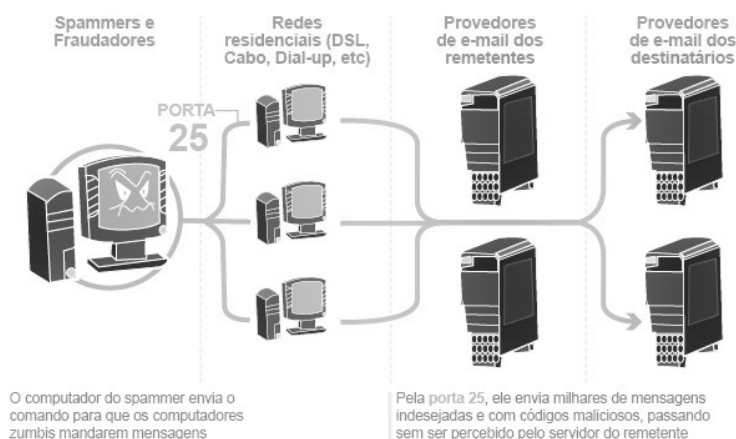 Spammers e
Fraudadores
Redes
residenciais (DSL,
Cabo, Dial-up, etc)
Provedores
de e-mail dos
remetentes
Provedores
de e-mail dos
destinatários
PORTA
25
O computador do spammer envia o
comando para que os computadores
zumbis mandarem mensagens
Pela porta 25, ele envia milhares de mensagens
indesejadas e com códigos maliciosos, passando
sem ser percebido pelo servidor do remetente